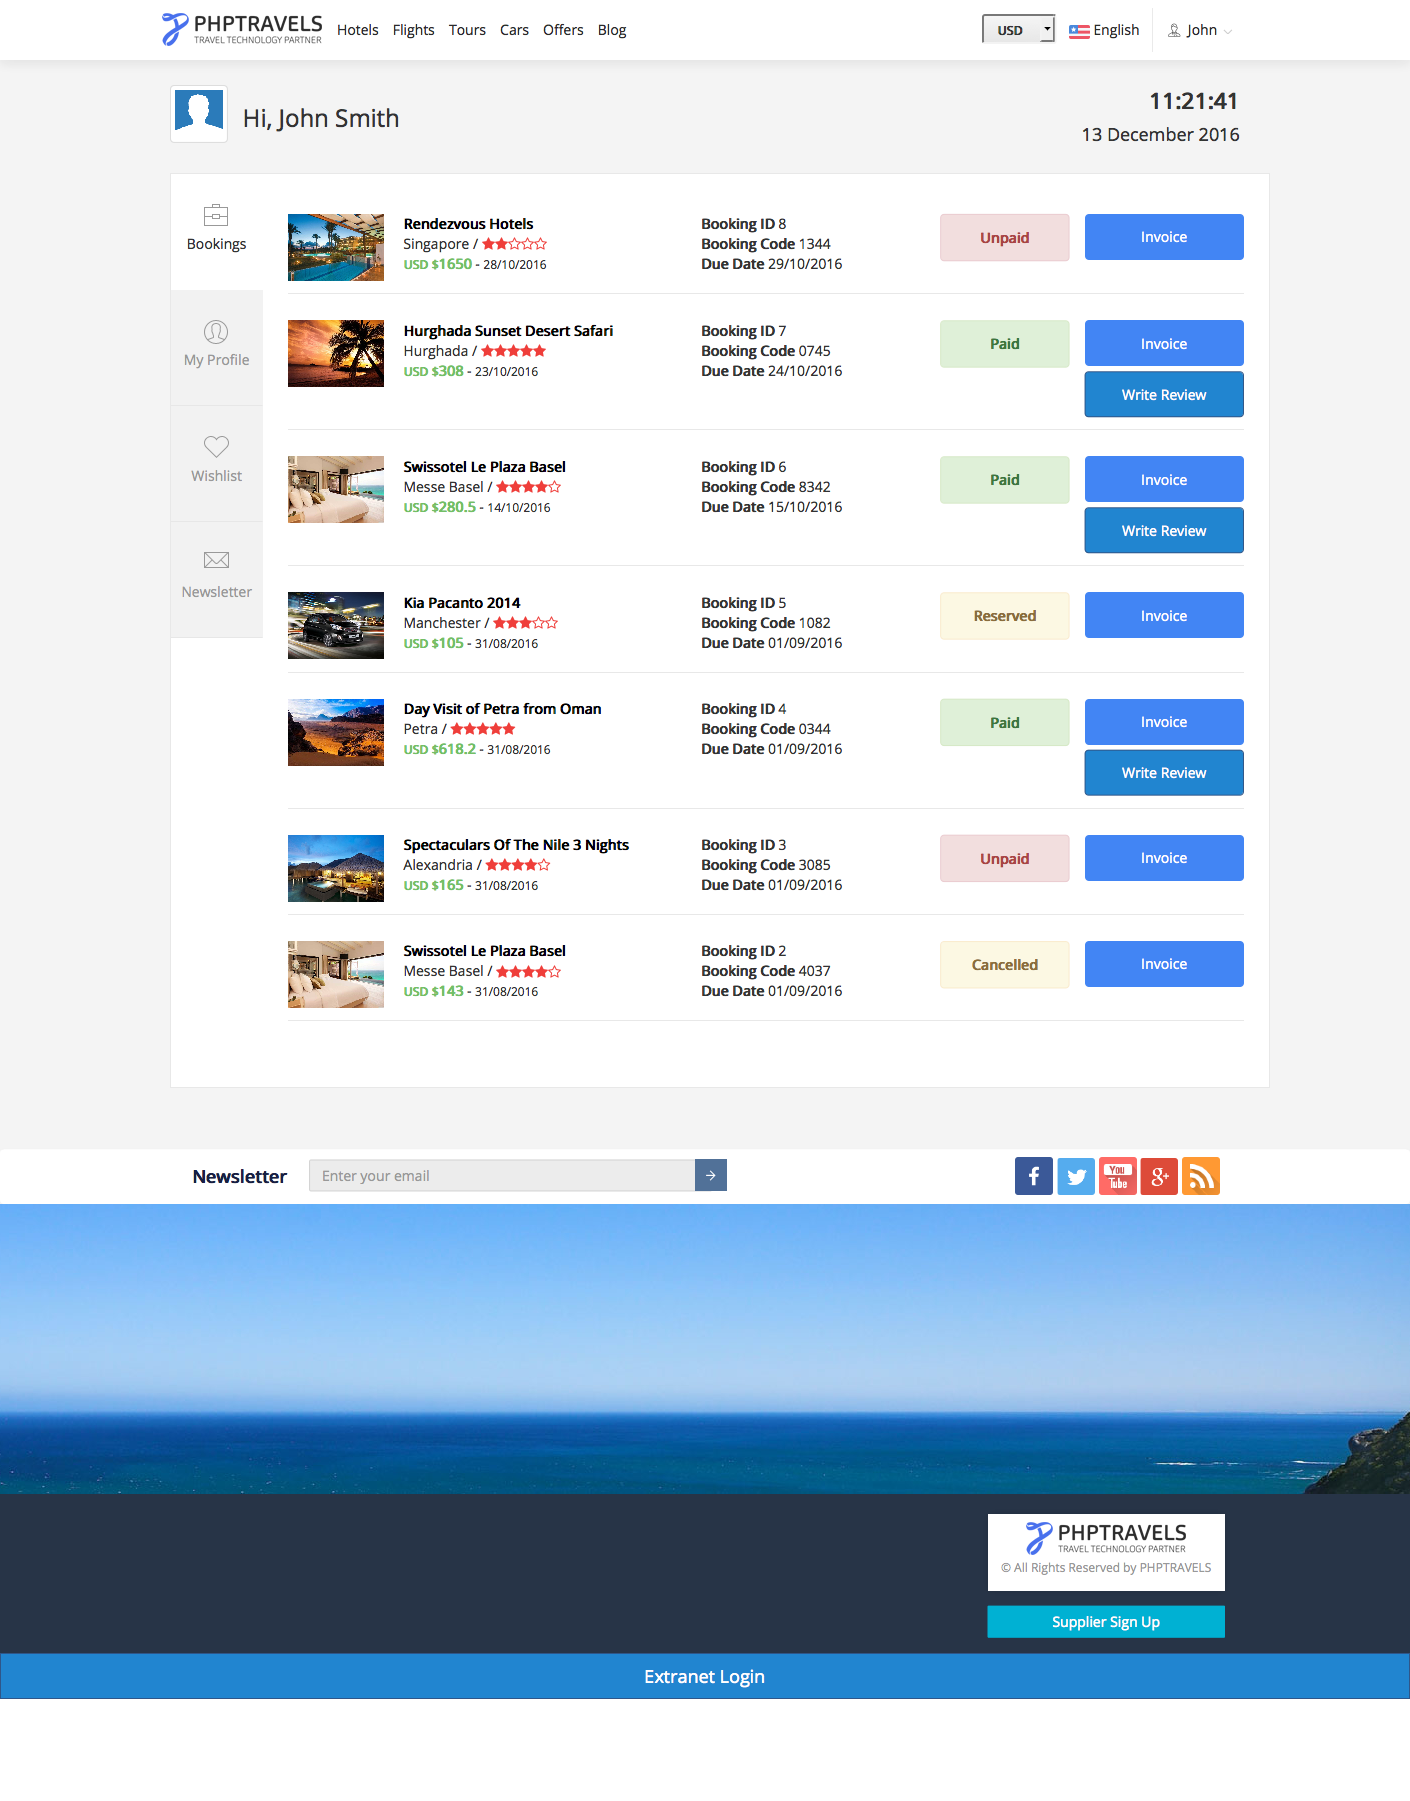 PHPTRAVELS
TRAVEL TECHNOLOGY PARTNER
Hotels Flights Tours Cars Offers Blog
USD
English
John
Hi, John Smith
11:21:41
13 December 2016
Bookings
My Profile
Wishlist
Newsletter
Rendezvous Hotels
Singapore /
USD $1650 - 28/10/2016
Booking ID 8
Booking Code 1344
Due Date 29/10/2016
Unpaid
Invoice
Hurghada Sunset Desert Safari
Hurghada /
USD $308 - 23/10/2016
Booking ID 7
Booking Code 0745
Due Date 24/10/2016
Paid
Invoice
Write Review
Swissotel Le Plaza Basel
Messe Basel /
USD $280.5 - 14/10/2016
Booking ID 6
Booking Code 8342
Due Date 15/10/2016
Paid
Invoice
Write Review
Kia Pacanto 2014
Manchester /
USD $105 - 31/08/2016
Booking ID 5
Booking Code 1082
Due Date 01/09/2016
Reserved
Invoice
Day Visit of Petra from Oman
Petra /
USD $618.2 - 31/08/2016
Booking ID 4
Booking Code 0344
Due Date 01/09/2016
Paid
Invoice
Write Review
Spectaculars Of The Nile 3 Nights
Alexandria /
USD $165 - 31/08/2016
Booking ID 3
Booking Code 3085
Due Date 01/09/2016
Unpaid
Invoice
Swissotel Le Plaza Basel
Messe Basel /
USD $143 - 31/08/2016
Booking ID 2
Booking Code 4037
Due Date 01/09/2016
Cancelled
Invoice
Newsletter
Enter your email
You
Tube
PHPTRAVELS
TRAVEL TECHNOLOGY PARTNER
© All Rights Reserved by PHPTRAVELS
Supplier Sign Up
Extranet Login